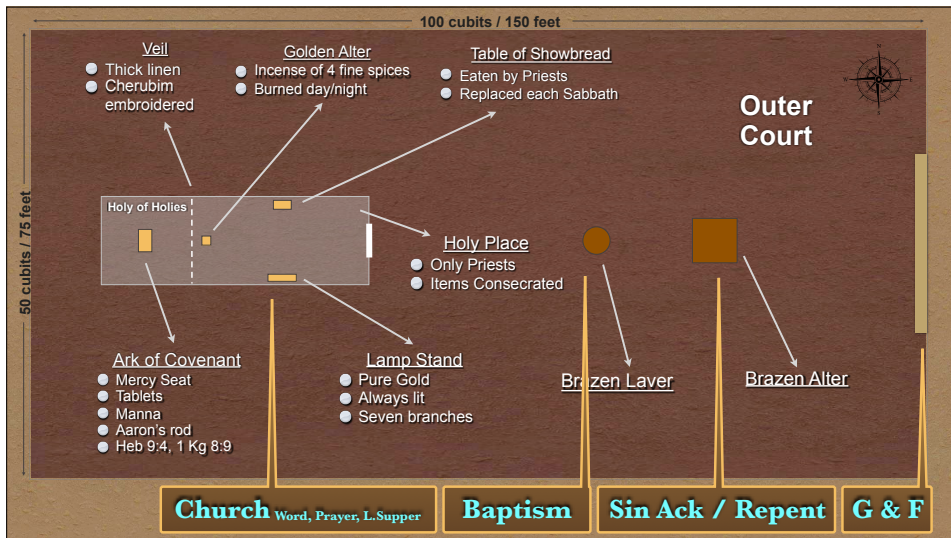 100 cubits / 150 feet
50 cubits / 75 feet
Veil
Thick linen
Cherubim
embroidered
Golden Alter
Incense of 4 fine spices
Burned day/night
Table of Showbread
Eaten by Priests
Replaced each Sabbath
N
W
E
S
Outer
Court
Holy of Holies
Holy Place
Only Priests
Items Consecrated
Ark of Covenant
Mercy Seat
Tablets
Manna
Aaron's rod
Heb 9:4, 1 Kg 8:9
Lamp Stand
Pure Gold
Always lit
Seven branches
Brazen Laver
Brazen Alter
Church Word, Prayer, L.Supper
Baptism
Sin Ack / Repent
G & F